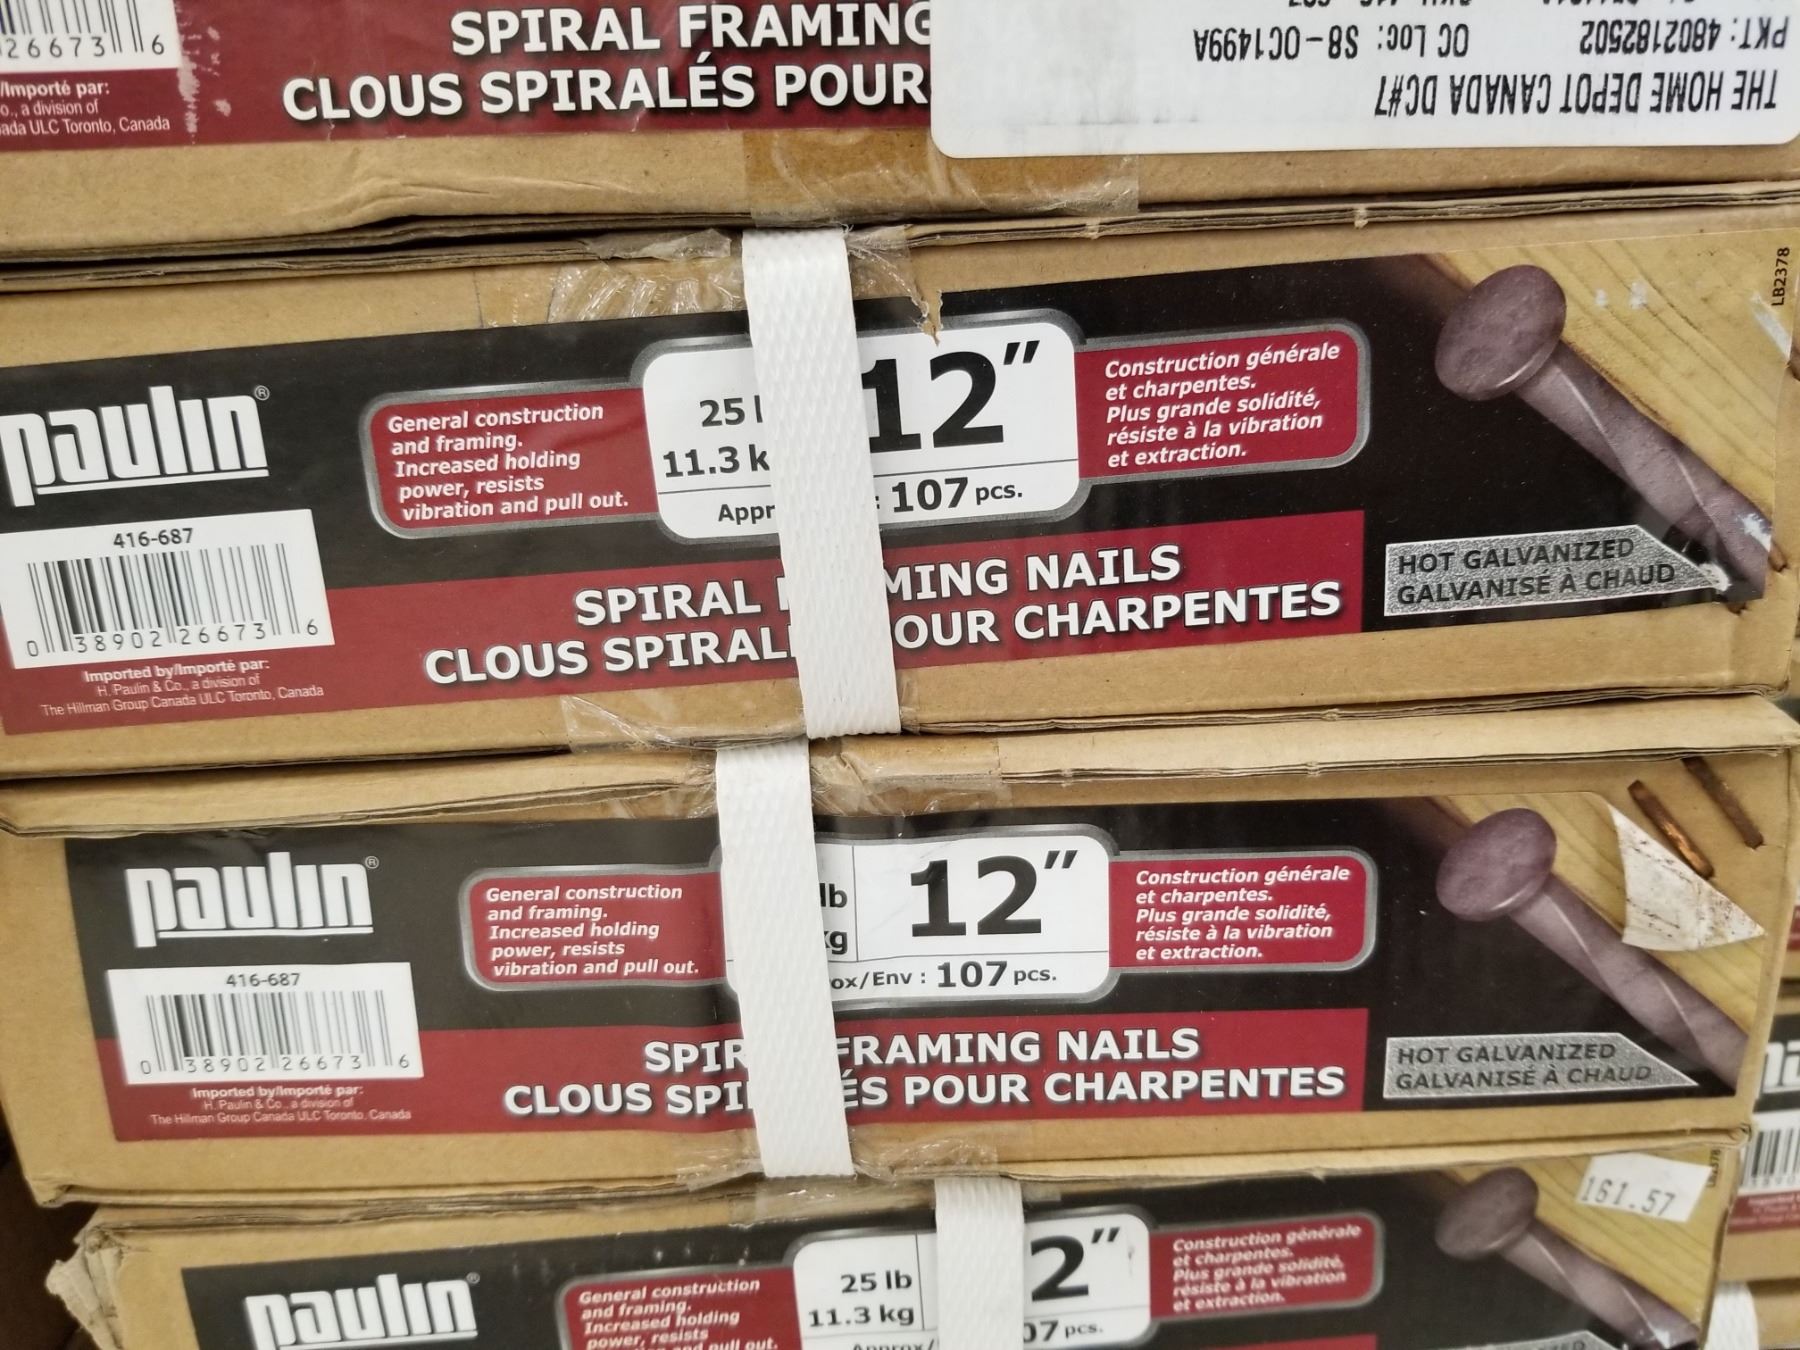 26673 6
/Importé par:
o., a division of
ada ULC Toronto, Canada
SPIRAL FRAMING
CLOUS SPIRALÉS POUR
THE HOME DEPOT CANADA DC#7
PKT: 4802182502 OC Loc: S8-OC1499A
paulin®
416-687
0 38902 26673 6
Imported by/Importé par:
H. Paulin & Co., a division of
The Hillman Group Canada ULC Toronto, Canada
General construction
and framing.
Increased holding
power, resists
vibration and pull out.
25 l
11.3 k
12"
Appr : 107 pcs.
Construction générale
et charpentes.
Plus grande solidité,
résiste à la vibration
et extraction.
SPIRAL F MING NAILS
CLOUS SPIRAL OUR CHARPENTES
HOT GALVANIZED
GALVANISÉ À CHAUD
LB2378
paulin®
416-687
0 38902 26673 6
Imported by/Importé par:
H. Paulin & Co., a division of
The Hillman Group Canada ULC Toronto, Canada
General construction
and framing.
Increased holding
power, resists
vibration and pull out.
lb
kg
12"
ox/Env : 107 pcs.
Construction générale
et charpentes.
Plus grande solidité,
résiste à la vibration
et extraction.
SPIR FRAMING NAILS
CLOUS SPI ÉS POUR CHARPENTES
HOT GALVANIZED
GALVANISÉ À CHAUD
paulin®
General construction
and framing.
Increased holding
power, resists
and pull out.
25 lb
11.3 kg
2"
Approx/ 07 pcs.
Construction générale
et charpentes.
Plus grande solidité,
résiste à la vibration
et extraction.
161.57